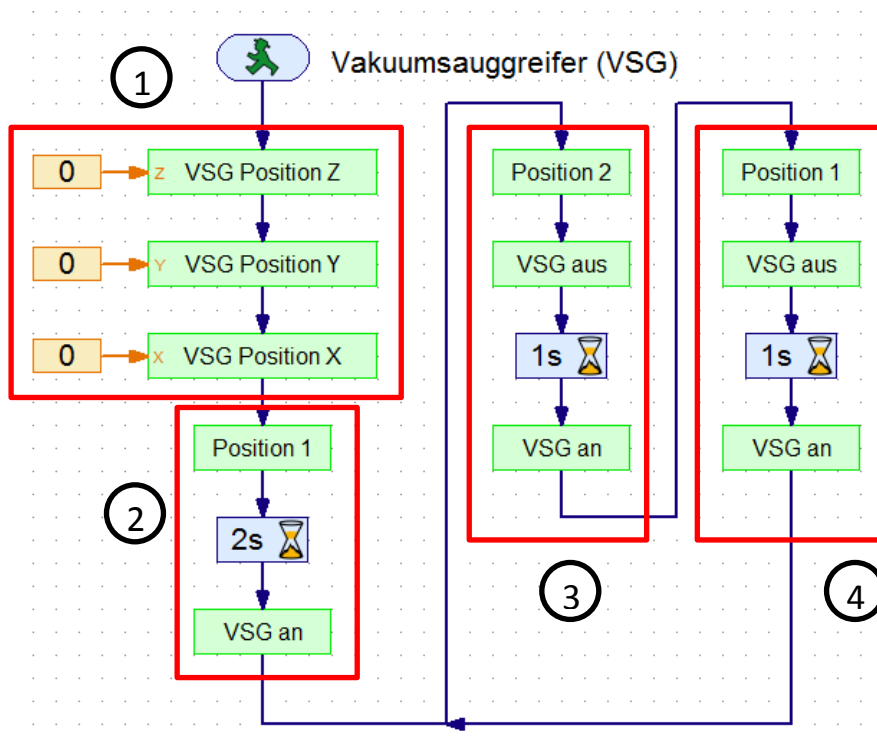 Vakuumsauggreifer (VSG)
1
0
Z
VSG Position Z
0
Y
VSG Position Y
0
X
VSG Position X
2
Position 1
2s
VSG an
3
Position 2
VSG aus
1s
VSG an
4
Position 1
VSG aus
1s
VSG an